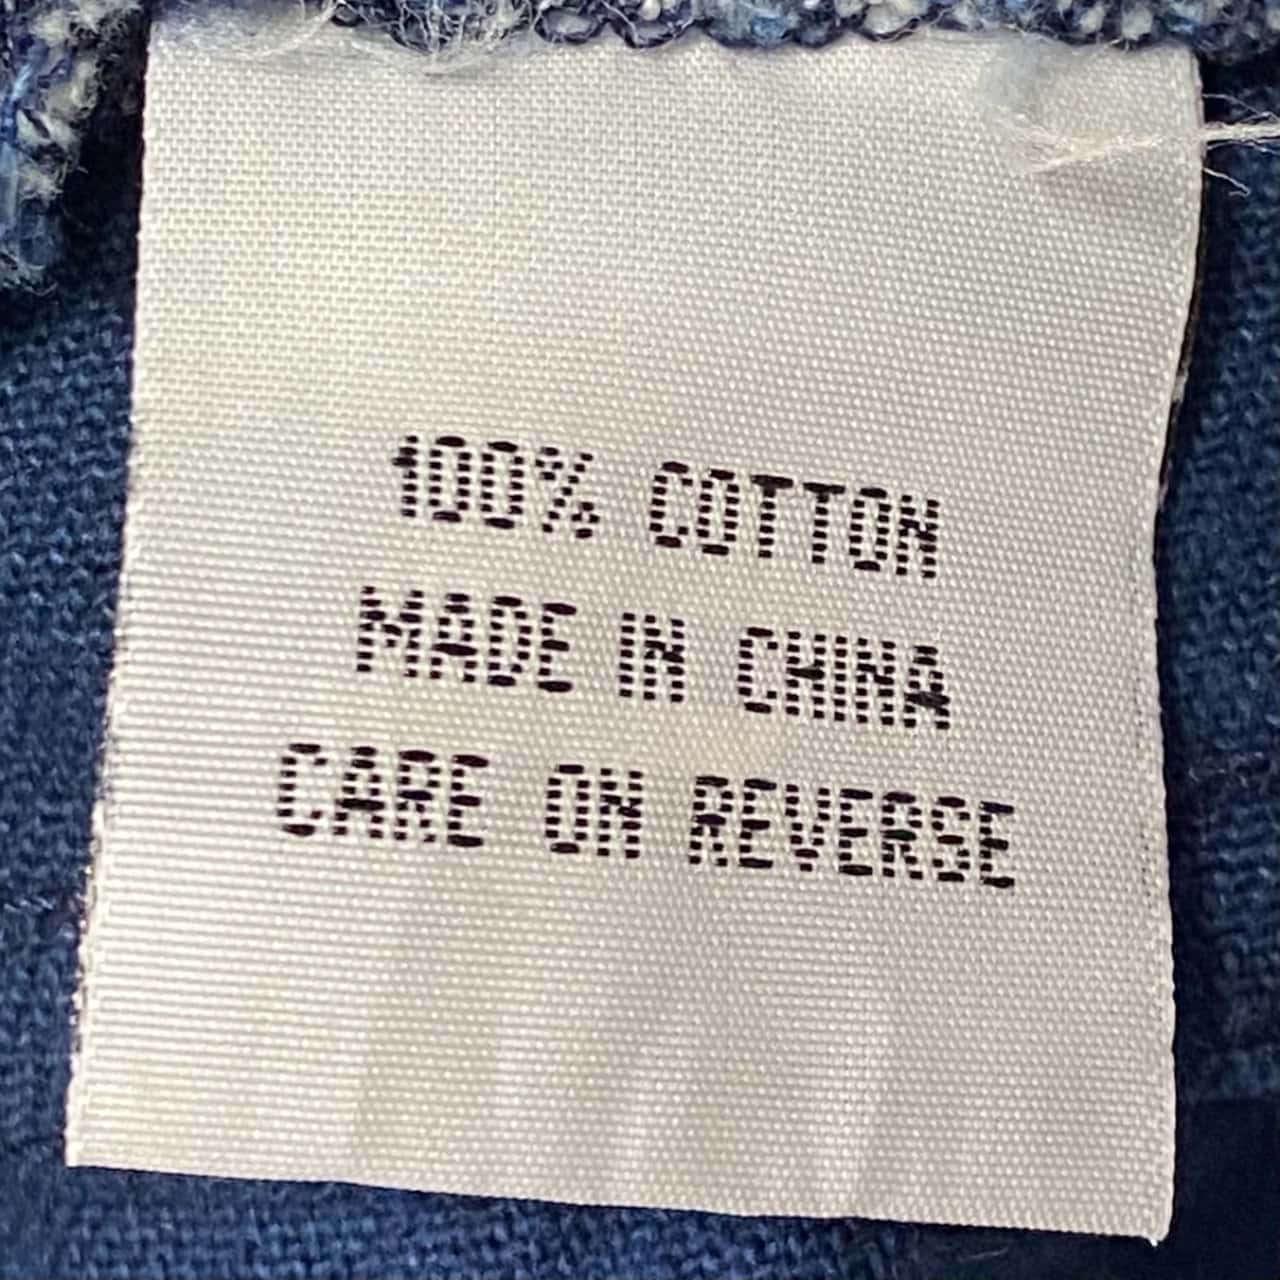 100% COTTON
MADE IN CHINA
CARE ON REVERSE